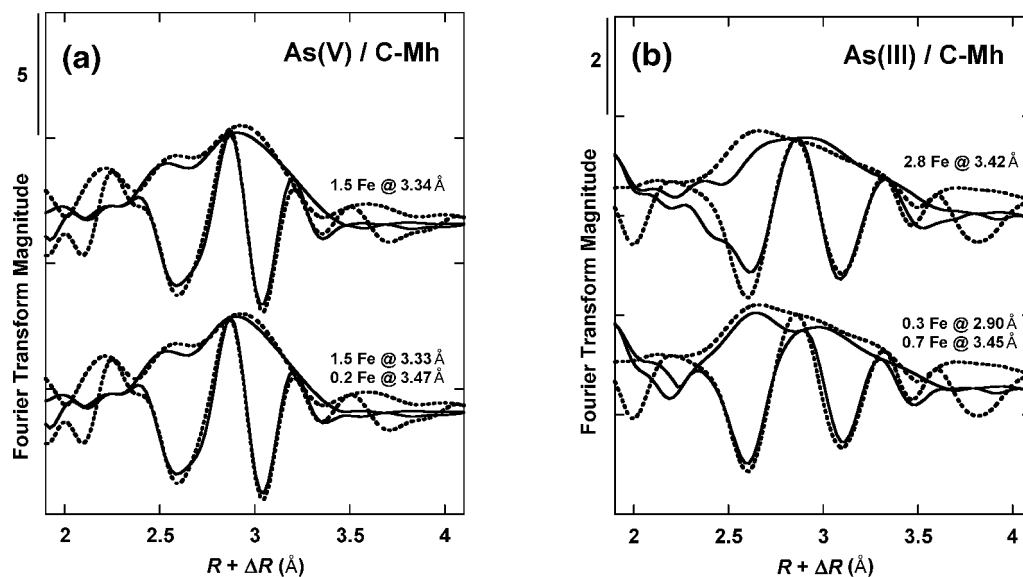 (a)
As(V) / C-Mh
5
1.5 Fe @ 3.34 Å
1.5 Fe @ 3.33 Å
0.2 Fe @ 3.47 Å
Fourier Transform Magnitude
2
2.5
3
3.5
4
R + ΔR (Å)
(b)
As(III) / C-Mh
2
2.8 Fe @ 3.42 Å
0.3 Fe @ 2.90 Å
0.7 Fe @ 3.45 Å
Fourier Transform Magnitude
2
2.5
3
3.5
4
R + ΔR (Å)